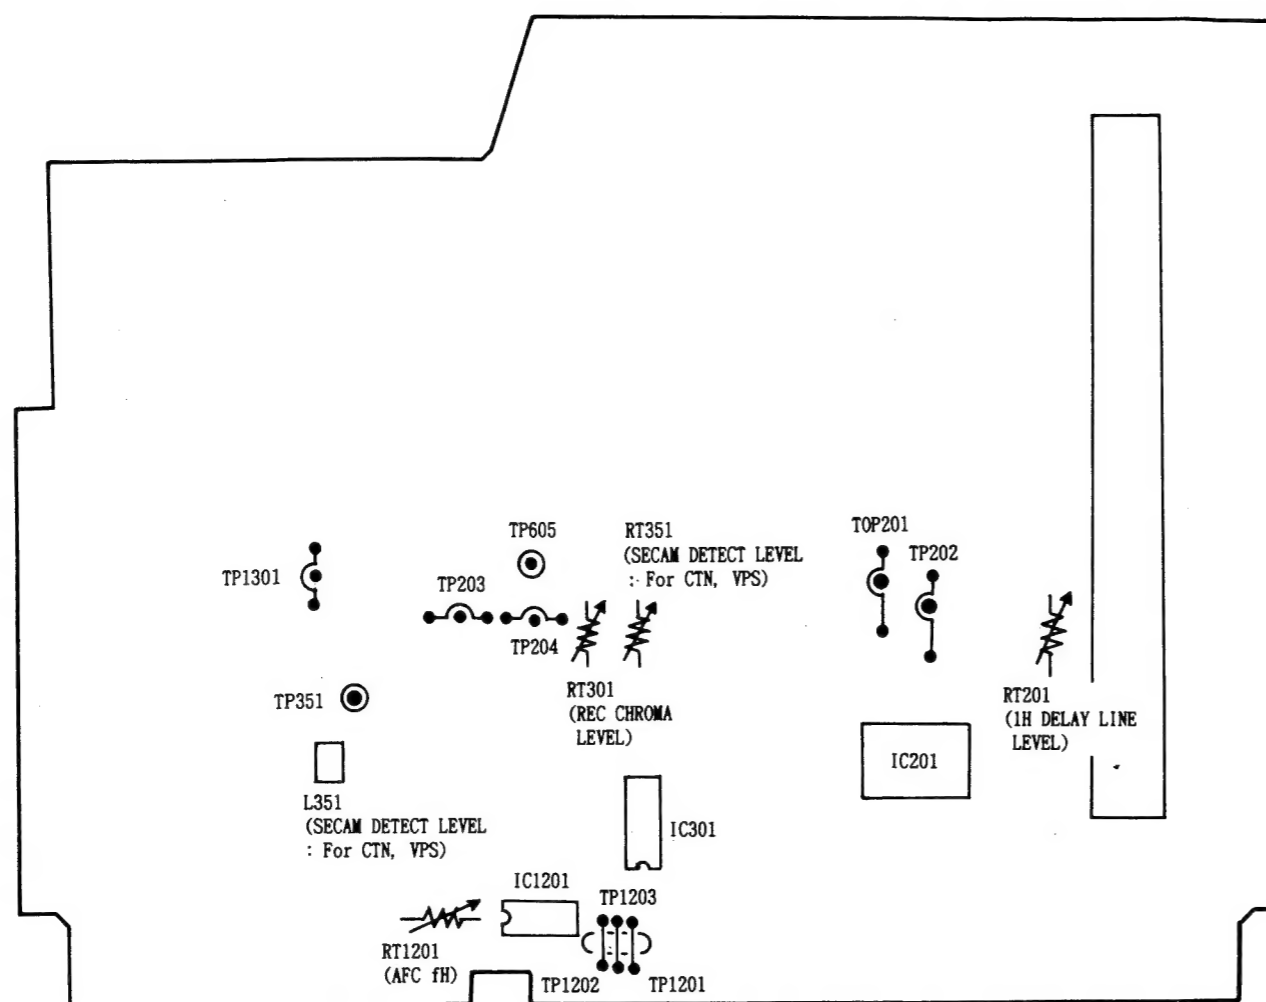 TP605
RT351
(SECAM DETECT LEVEL
: For CTN, VPS)
TOP201
TP202
TP1301
TP203
TP204
TP351
RT301
(REC CHROMA
LEVEL)
RT201
(1H DELAY LINE
LEVEL)
IC201
L351
(SECAM DETECT LEVEL
: For CTN, VPS)
IC301
IC1201
TP1203
RT1201
(AFC fH)
TP1202
TP1201